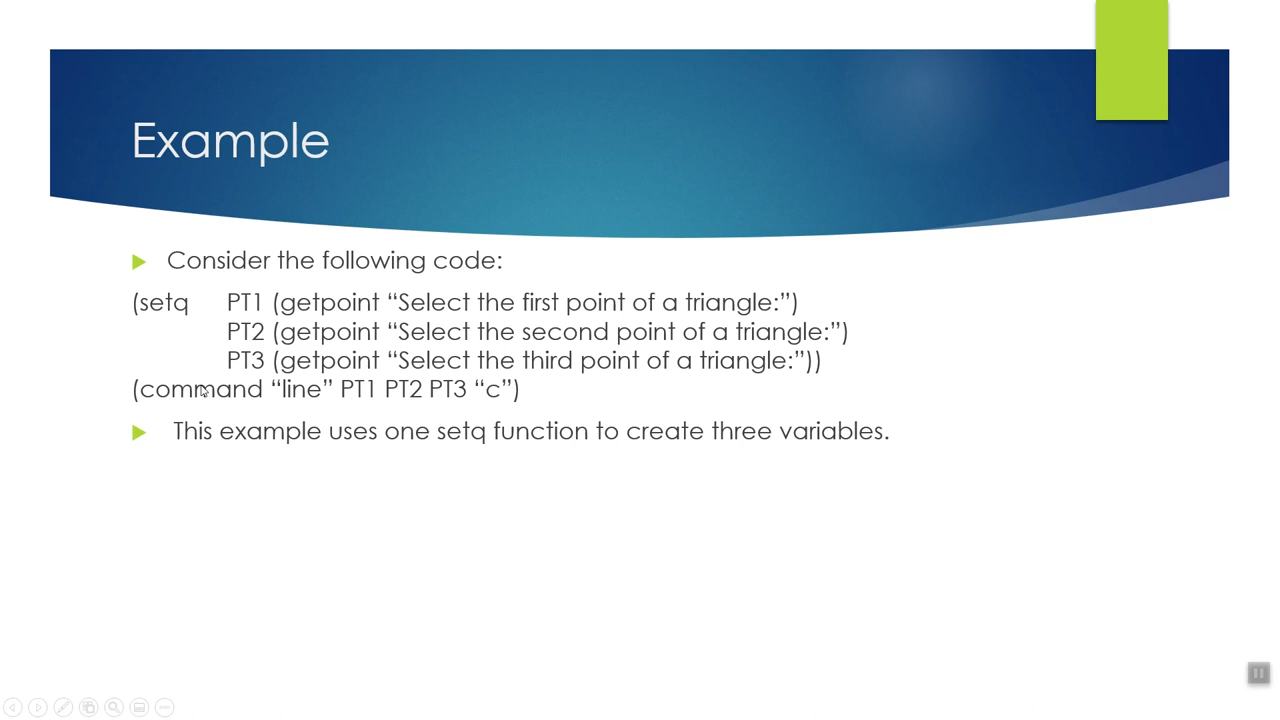 Example
Consider the following code:
(setq PT1 (getpoint “Select the first point of a triangle:”)
PT2 (getpoint “Select the second point of a triangle:”)
PT3 (getpoint “Select the third point of a triangle:”))
(command “line” PT1 PT2 PT3 “c”)
This example uses one setq function to create three variables.